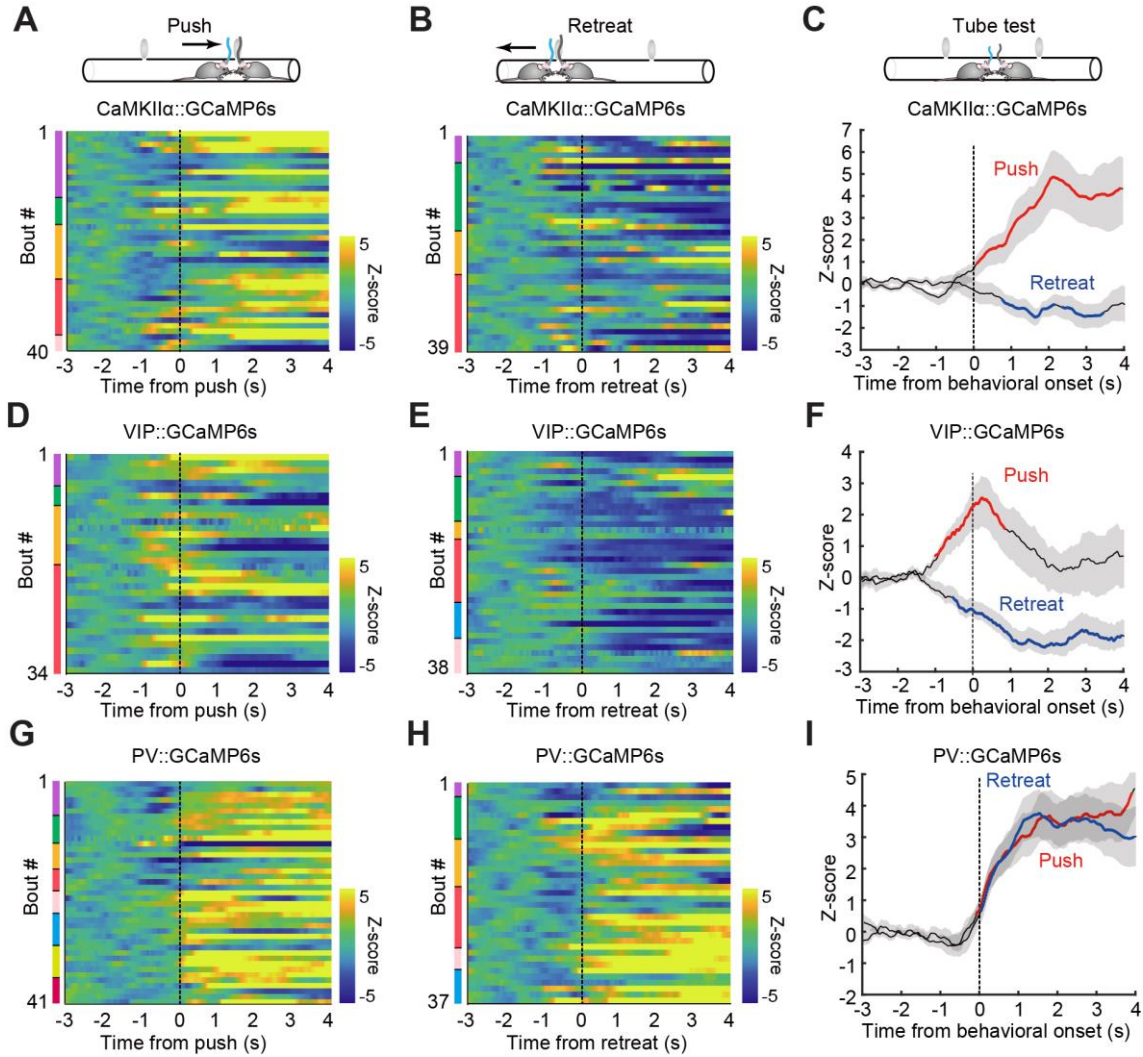 A
Push
CaMKIIα::GCaMP6s
1
Bout #
40
-3 -2 -1 0 1 2 3 4
Time from push (s)
5
Z-score
-5
B
Retreat
CaMKIIα::GCaMP6s
1
Bout #
39
-3 -2 -1 0 1 2 3 4
Time from retreat (s)
5
Z-score
-5
C
Tube test
CaMKIIα::GCaMP6s
7
6
5
4
3
2
1
0
-1
-2
-3
Z-score
Push
Retreat
-3 -2 -1 0 1 2 3 4
Time from behavioral onset (s)
D
VIP::GCaMP6s
1
Bout #
34
-3 -2 -1 0 1 2 3 4
Time from push (s)
5
Z-score
-5
E
VIP::GCaMP6s
1
Bout #
38
-3 -2 -1 0 1 2 3 4
Time from retreat (s)
5
Z-score
-5
F
VIP::GCaMP6s
4
3
2
1
0
-1
-2
-3
Z-score
Push
Retreat
-3 -2 -1 0 1 2 3 4
Time from behavioral onset (s)
G
PV::GCaMP6s
1
Bout #
41
-3 -2 -1 0 1 2 3 4
Time from push (s)
5
Z-score
-5
H
PV::GCaMP6s
1
Bout #
37
-3 -2 -1 0 1 2 3 4
Time from retreat (s)
5
Z-score
-5
I
PV::GCaMP6s
5
4
3
2
1
0
-1
-2
Z-score
Retreat
Push
-3 -2 -1 0 1 2 3 4
Time from behavioral onset (s)